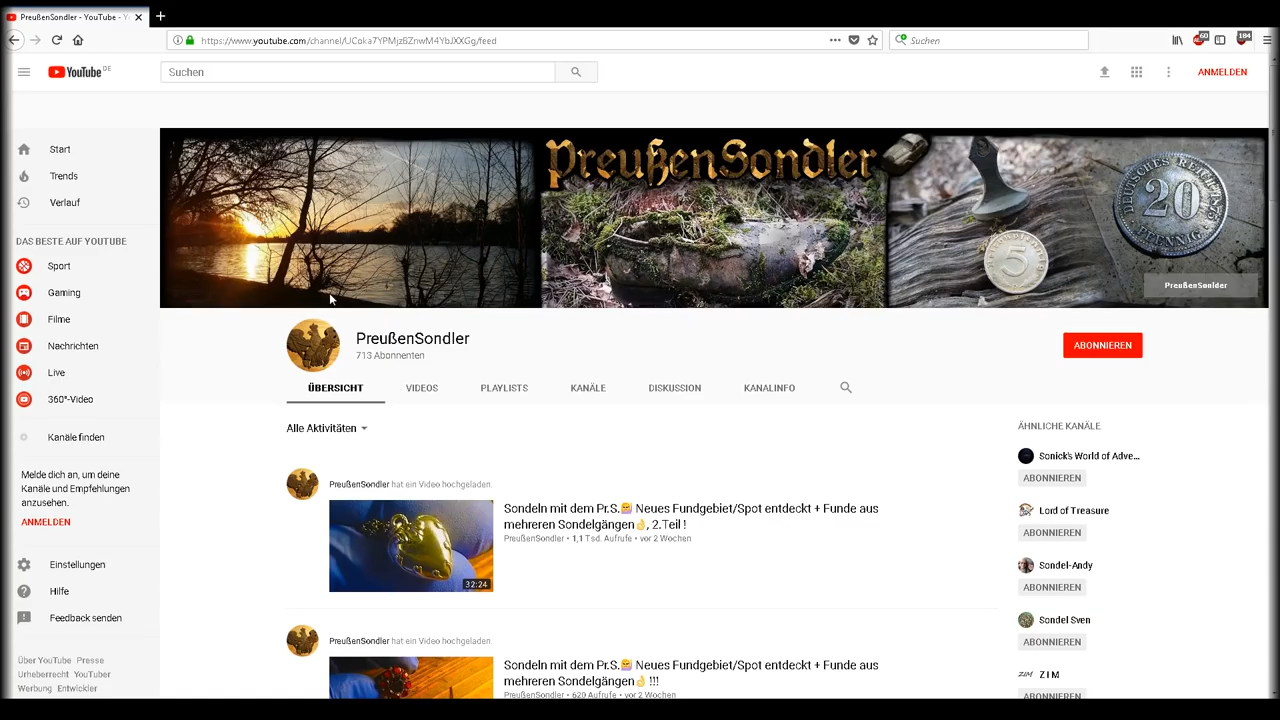 PreußenSondler - YouTube - Y
https://www.youtube.com/channel/UCoka7YPMjzBZnwM4YbJXXGg/feed
Suchen
60
184
YouTube DE
Suchen
ANMELDEN
Start
Trends
Verlauf
DAS BESTE AUF YOUTUBE
Sport
Gaming
Filme
Nachrichten
Live
360°-Video
Kanäle finden
Melde dich an, um deine
Kanäle und Empfehlungen
anzusehen.
ANMELDEN
Einstellungen
Hilfe
Feedback senden
Über YouTube Presse
Urheberrecht YouTuber
Werbung Entwickler
PreußenSondler
DEUTSCHES REICH
20
PFENNIG
5
PreußenSonlder
PreußenSondler
713 Abonnenten
ABONNIEREN
ÜBERSICHT
VIDEOS
PLAYLISTS
KANÄLE
DISKUSSION
KANALINFO
Alle Aktivitäten
PreußenSondler hat ein Video hochgeladen.
Sondeln mit dem Pr.S.🤗 Neues Fundgebiet/Spot entdeckt + Funde aus
mehreren Sondelgängen👌, 2.Teil !
PreußenSondler • 1,1 Tsd. Aufrufe • vor 2 Wochen
32:24
PreußenSondler hat ein Video hochgeladen.
Sondeln mit dem Pr.S.🤗 Neues Fundgebiet/Spot entdeckt + Funde aus
mehreren Sondelgängen👌 !!!
PreußenSondler • 620 Aufrufe • vor 2 Wochen
ÄHNLICHE KANÄLE
Sonick's World of Adve...
ABONNIEREN
Lord of Treasure
ABONNIEREN
Sondel-Andy
ABONNIEREN
Sondel Sven
ABONNIEREN
ZIM
Z I M
ABONNIEREN